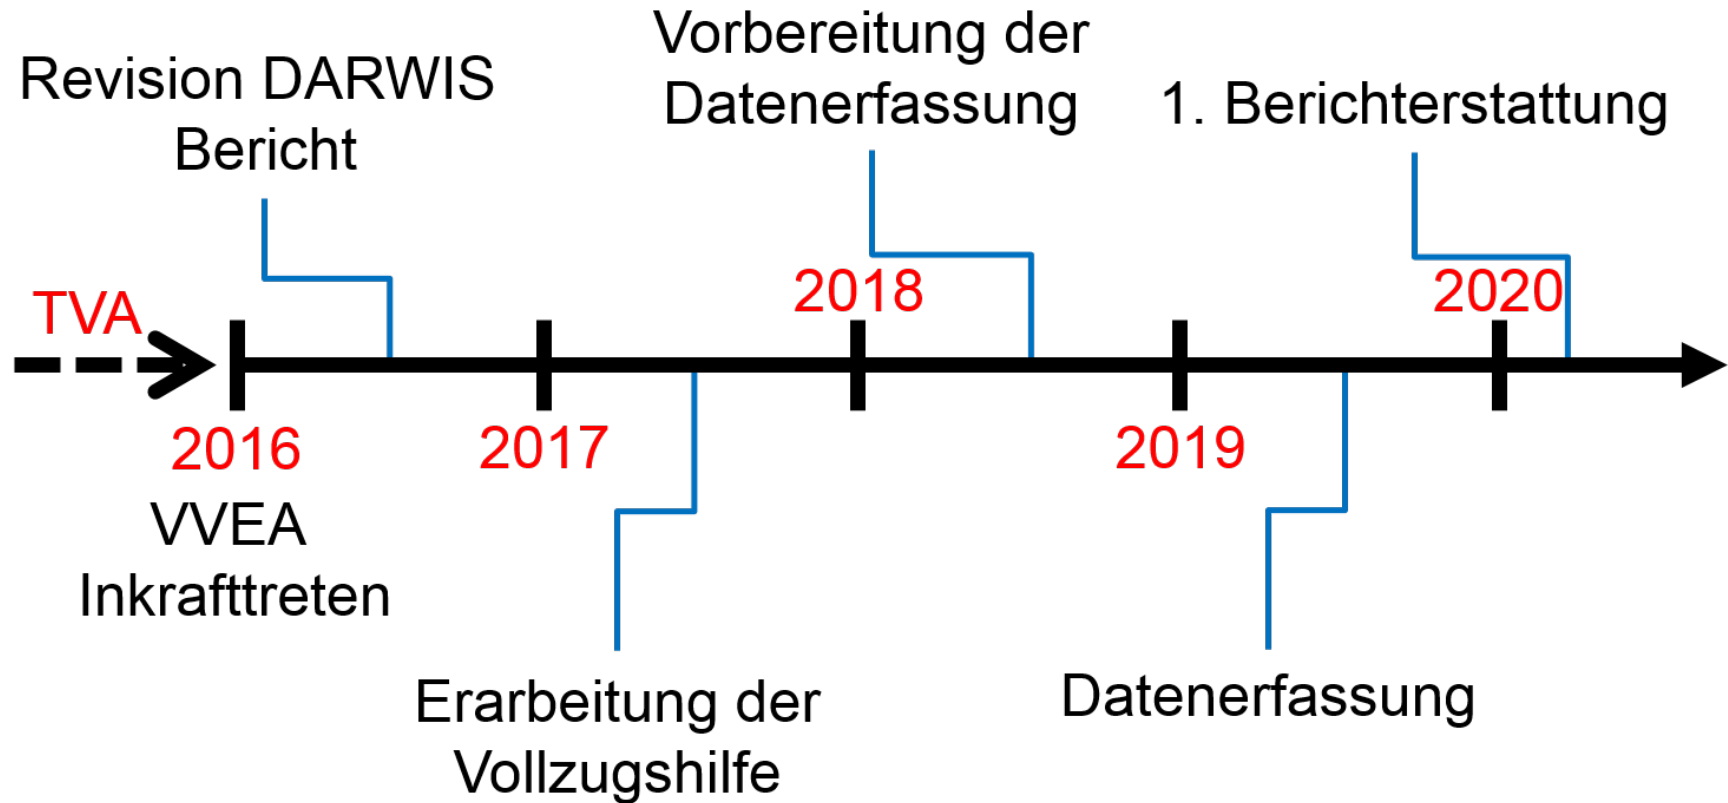 Revision DARWIS
Bericht
Vorbereitung der
Datenerfassung
1. Berichterstattung
TVA
2018
2020
2016
2017
2019
VVEA
Inkrafttreten
Erarbeitung der
Vollzugshilfe
Datenerfassung